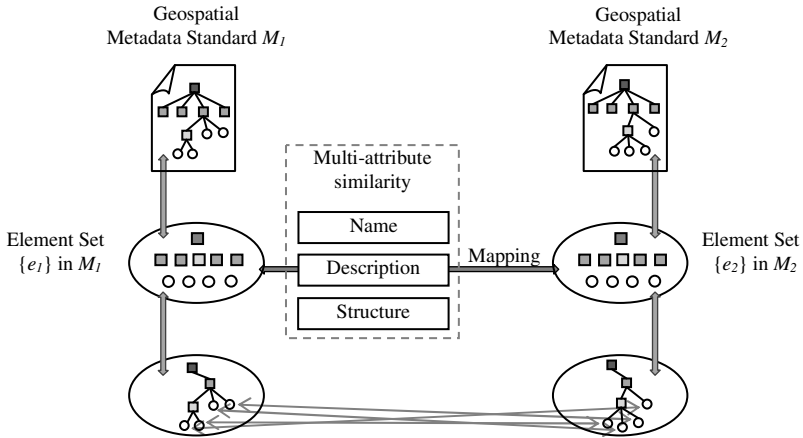 Geospatial
Metadata Standard M1
Geospatial
Metadata Standard M2
Multi-attribute
similarity
Name
Description
Structure
Mapping
Element Set
{e1} in M1
Element Set
{e2} in M2